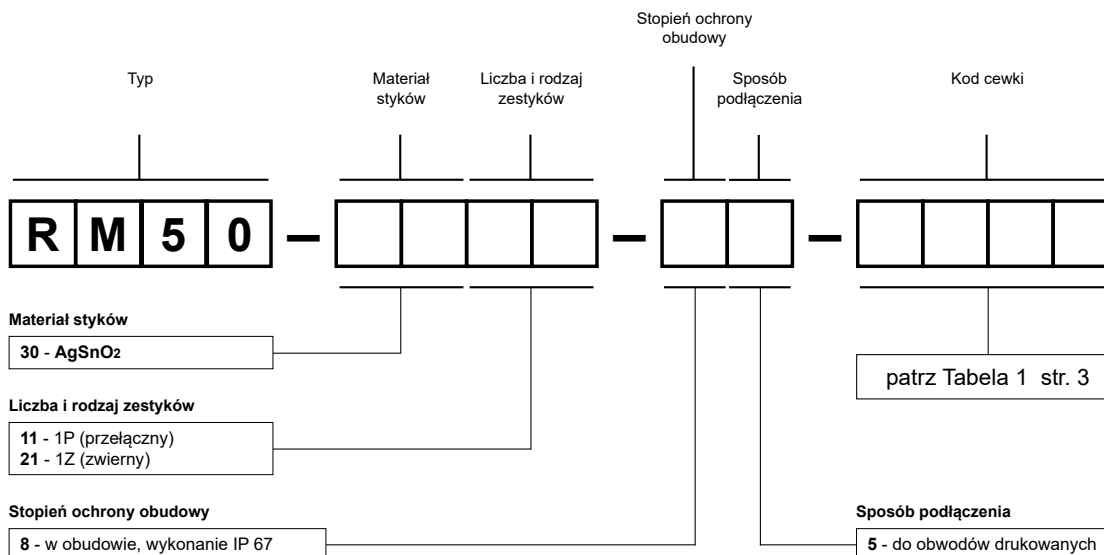 Stopień ochrony
obudowy
Typ
Materiał
styków
Liczba i rodzaj
zestyków
Sposób
podłączenia
Kod cewki
RM50 – – –
Materiał styków
30 - AgSnO2
Liczba i rodzaj zestyków
11 - 1P (przełączny)
21 - 1Z (zwierny)
patrz Tabela 1 str. 3
Stopień ochrony obudowy
8 - w obudowie, wykonanie IP 67
Sposób podłączenia
5 - do obwodów drukowanych